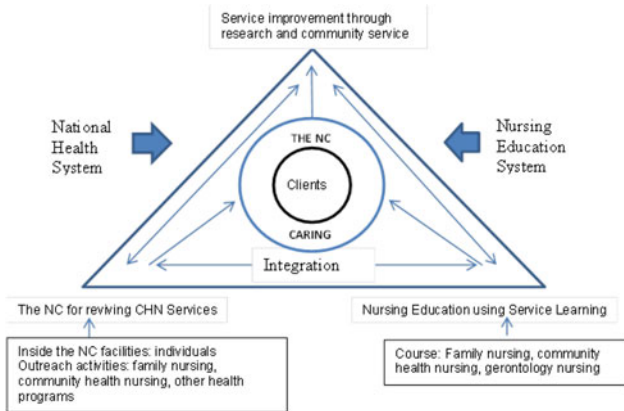 Service improvement through
research and community service
National
Health
System
Nursing
Education
System
THE NC
Clients
CARING
Integration
The NC for reviving CHN Services
Nursing Education using Service Learning
Inside the NC facilities: individuals
Outreach activities: family nursing,
community health nursing, other health
programs
Course: Family nursing, community
health nursing, gerontology nursing